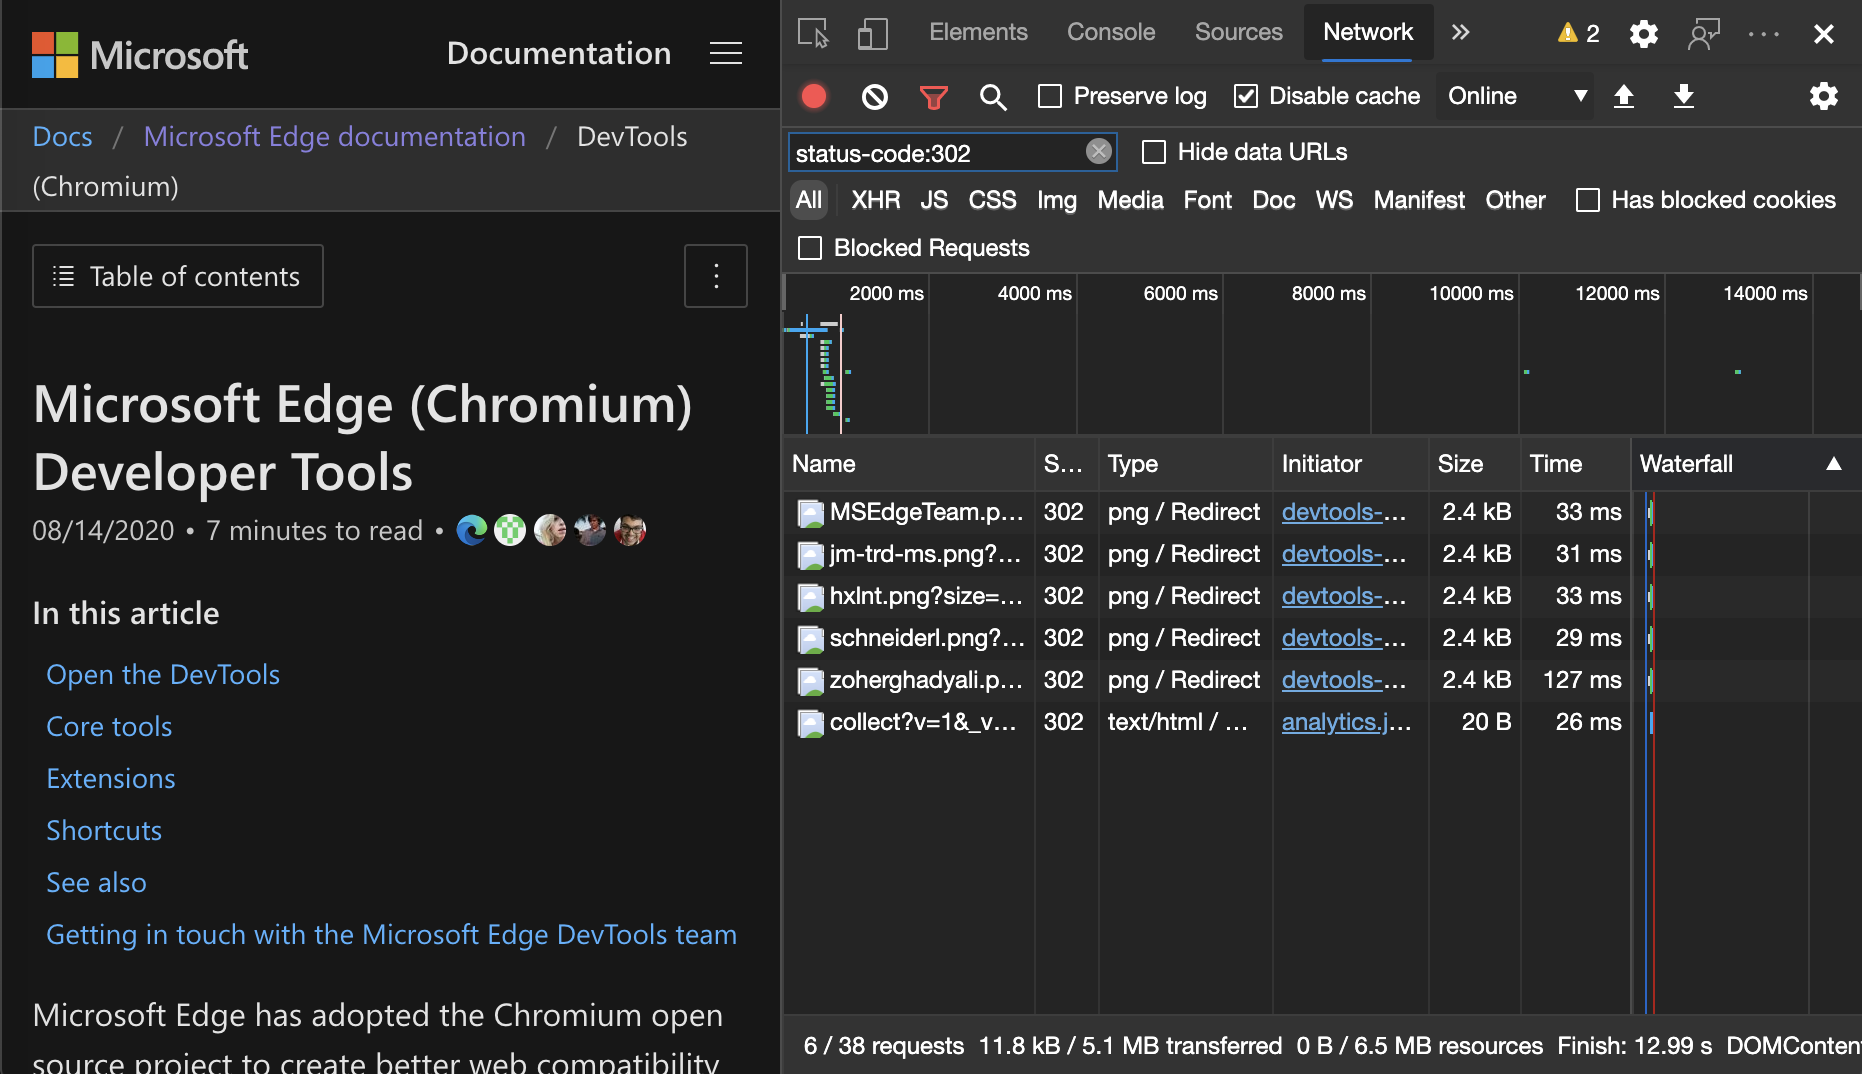 Microsoft
Documentation
Docs / Microsoft Edge documentation / DevTools
(Chromium)
Table of contents
Microsoft Edge (Chromium)
Developer Tools
08/14/2020 • 7 minutes to read •
In this article
Open the DevTools
Core tools
Extensions
Shortcuts
See also
Getting in touch with the Microsoft Edge DevTools team
Microsoft Edge has adopted the Chromium open
source project to create better web compatibility
Elements Console Sources Network 2
Preserve log Disable cache Online
status-code:302 Hide data URLs
All XHR JS CSS Img Media Font Doc WS Manifest Other Has blocked cookies
Blocked Requests
2000 ms 4000 ms 6000 ms 8000 ms 10000 ms 12000 ms 14000 ms
Name S... Type Initiator Size Time Waterfall
MSEdgeTeam.p... 302 png / Redirect devtools-... 2.4 kB 33 ms
jm-trd-ms.png?... 302 png / Redirect devtools-... 2.4 kB 31 ms
hxlnt.png?size=... 302 png / Redirect devtools-... 2.4 kB 33 ms
schneiderl.png?... 302 png / Redirect devtools-... 2.4 kB 29 ms
zoherghadyali.p... 302 png / Redirect devtools-... 2.4 kB 127 ms
collect?v=1&_v... 302 text/html / ... analytics.j... 20 B 26 ms
6 / 38 requests 11.8 kB / 5.1 MB transferred 0 B / 6.5 MB resources Finish: 12.99 s DOMConten